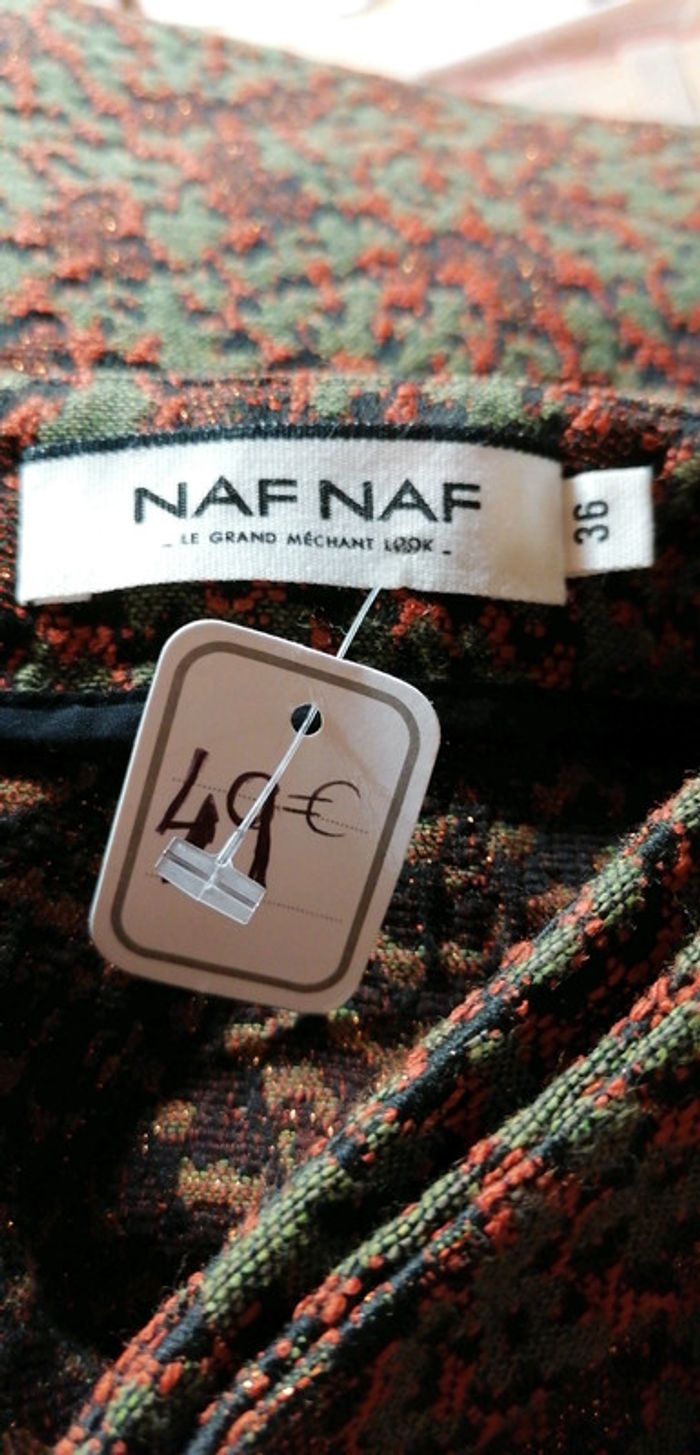 NAF NAF
_ LE GRAND MÉCHANT LOOK _
36
49€